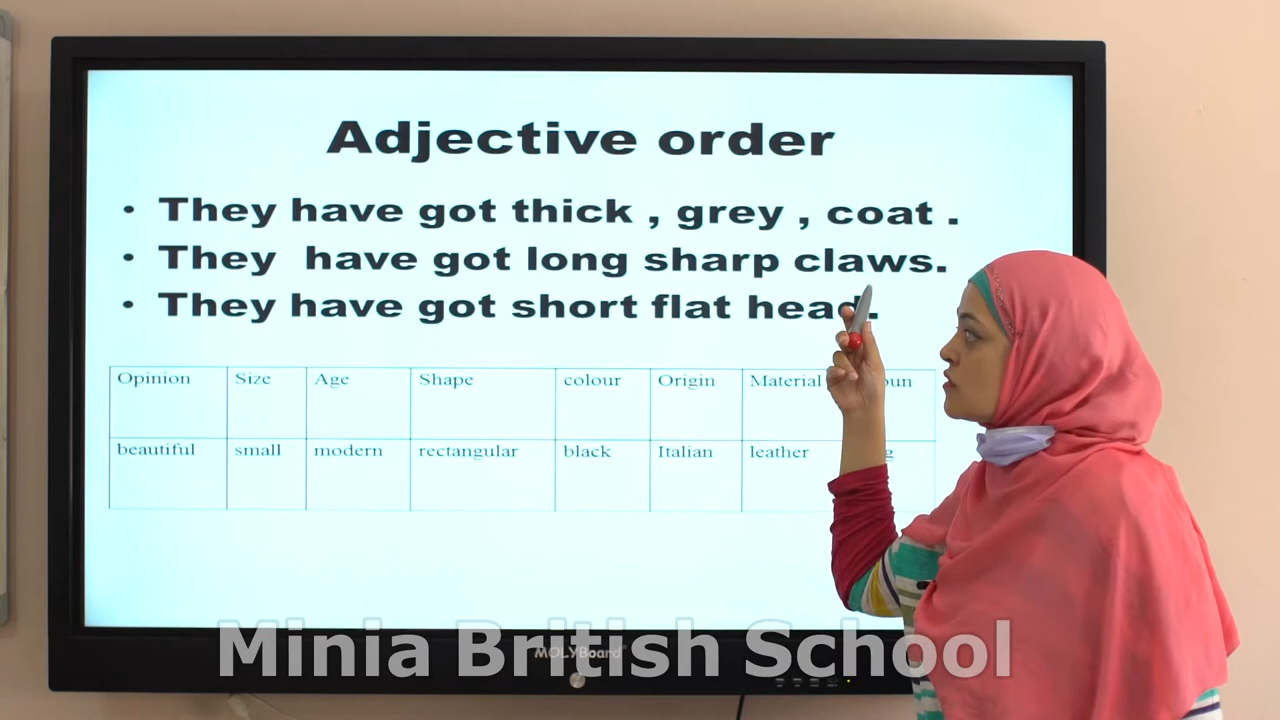 Adjective order
• They have got thick , grey , coat .
• They  have got long sharp claws.
• They have got short flat head.
Opinion Size Age Shape colour Origin Material
beautiful small modern rectangular black Italian leather
Minia British School
MOLYBoard